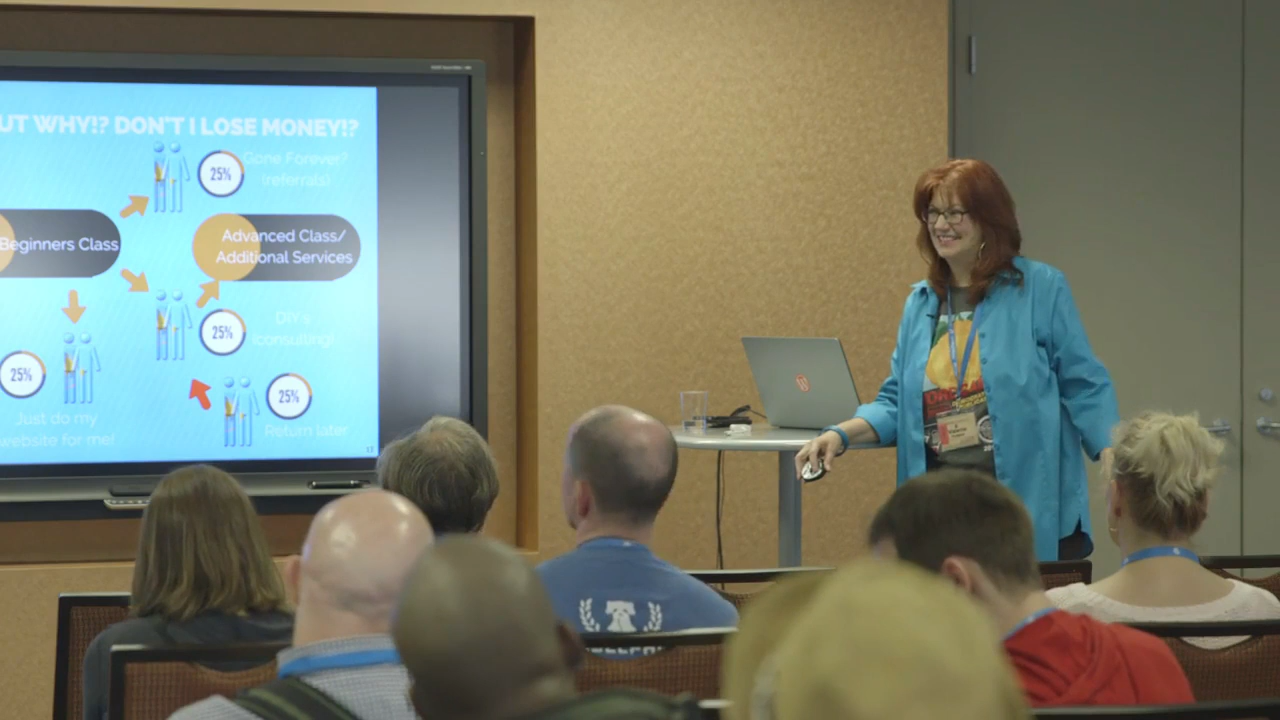 UT WHY!? DON'T I LOSE MONEY!?
25%
Gone Forever?
(referrals)
Beginners Class
Advanced Class/
Additional Services
25%
DIY's
(consulting)
25%
Just do my
website for me!
25%
Return later
13